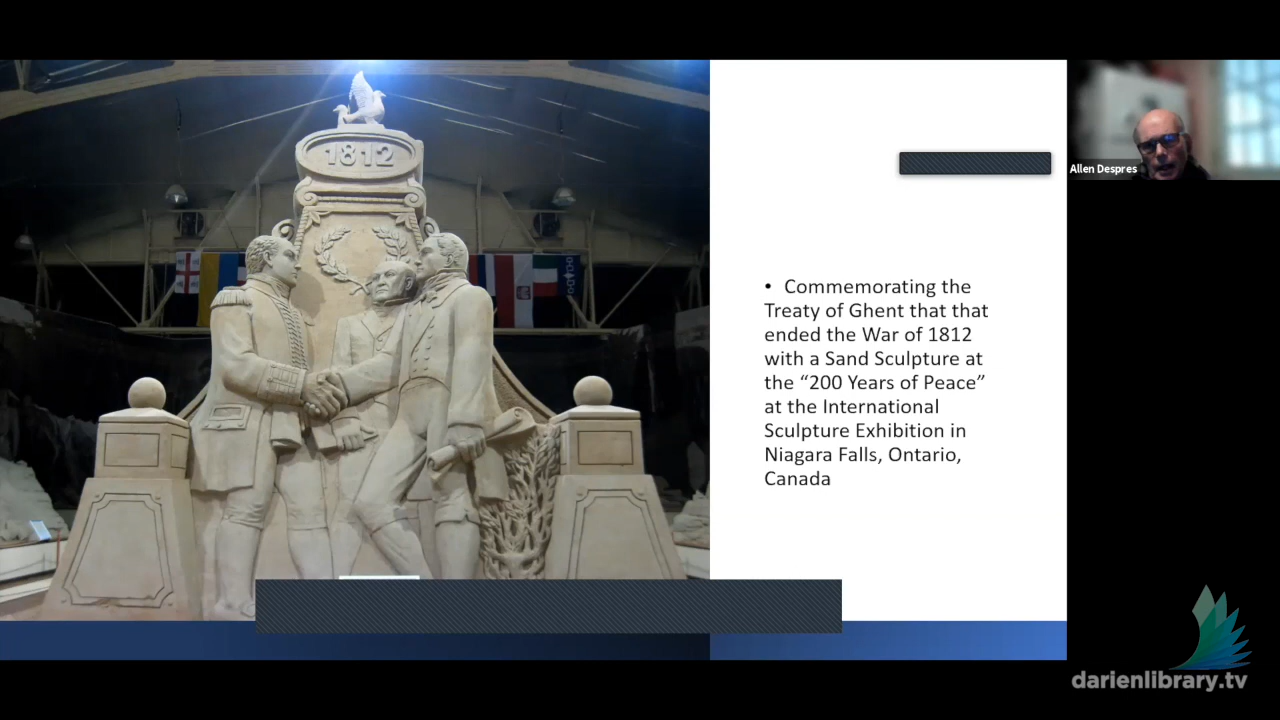 1812
• Commemorating the
Treaty of Ghent that that
ended the War of 1812
with a Sand Sculpture at
the “200 Years of Peace”
at the International
Sculpture Exhibition in
Niagara Falls, Ontario,
Canada
Allen Despres
darienlibrary.tv